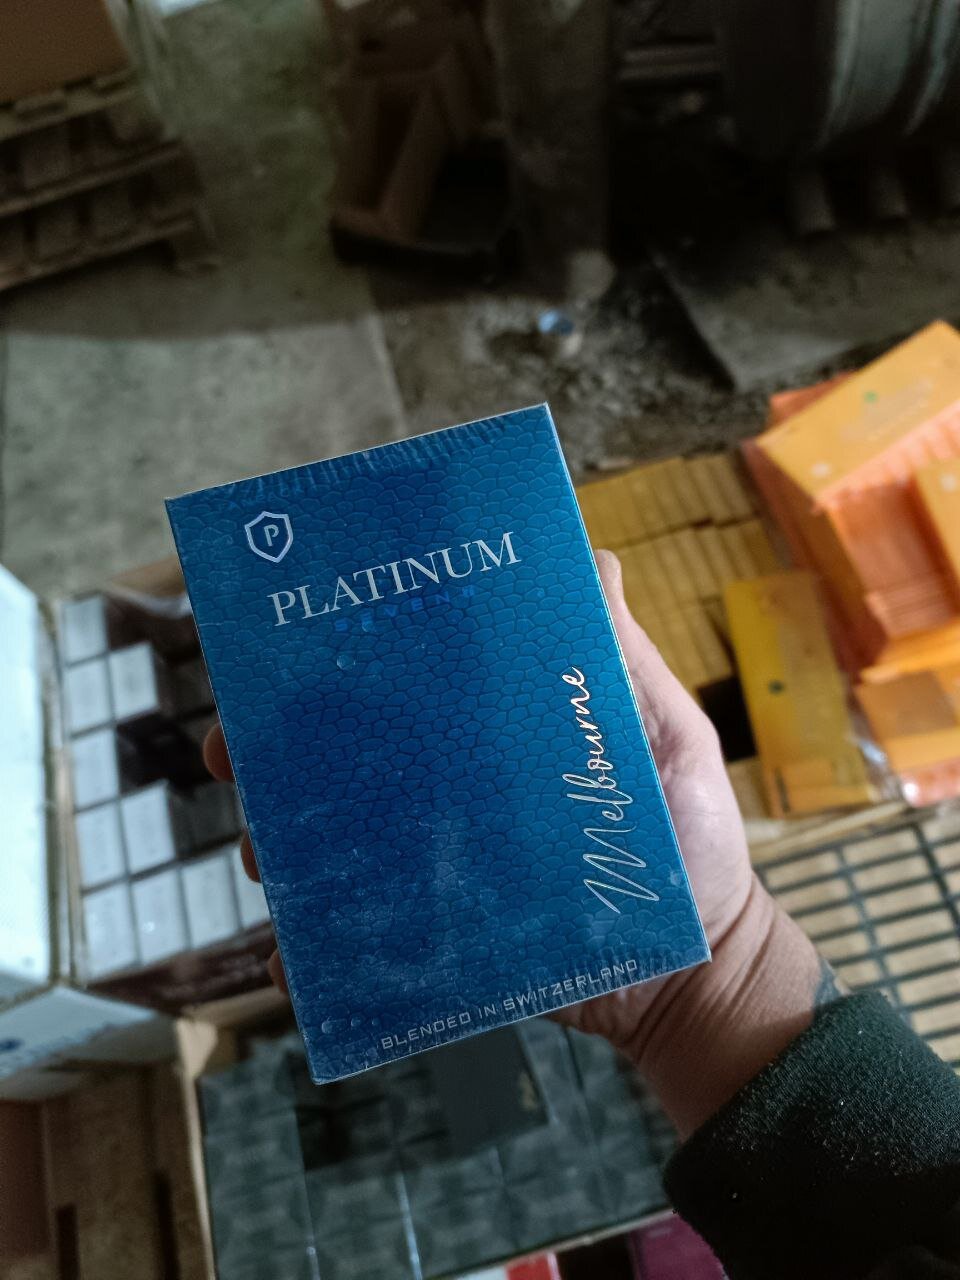 P
PLATINUM
SEVEN
Melbourne
BLENDED IN SWITZERLAND